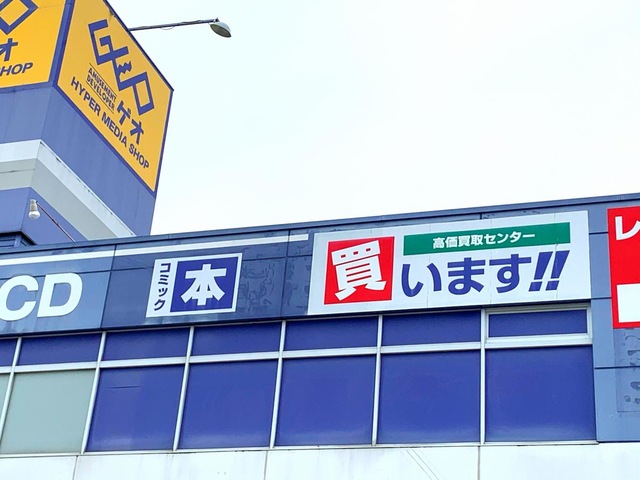 オ
SHOP
GEO
AMUSEMENT
DEVELOPER
ゲオ
HYPER MEDIA SHOP
CD
コミック
本
高価買取センター
買います!!
レ